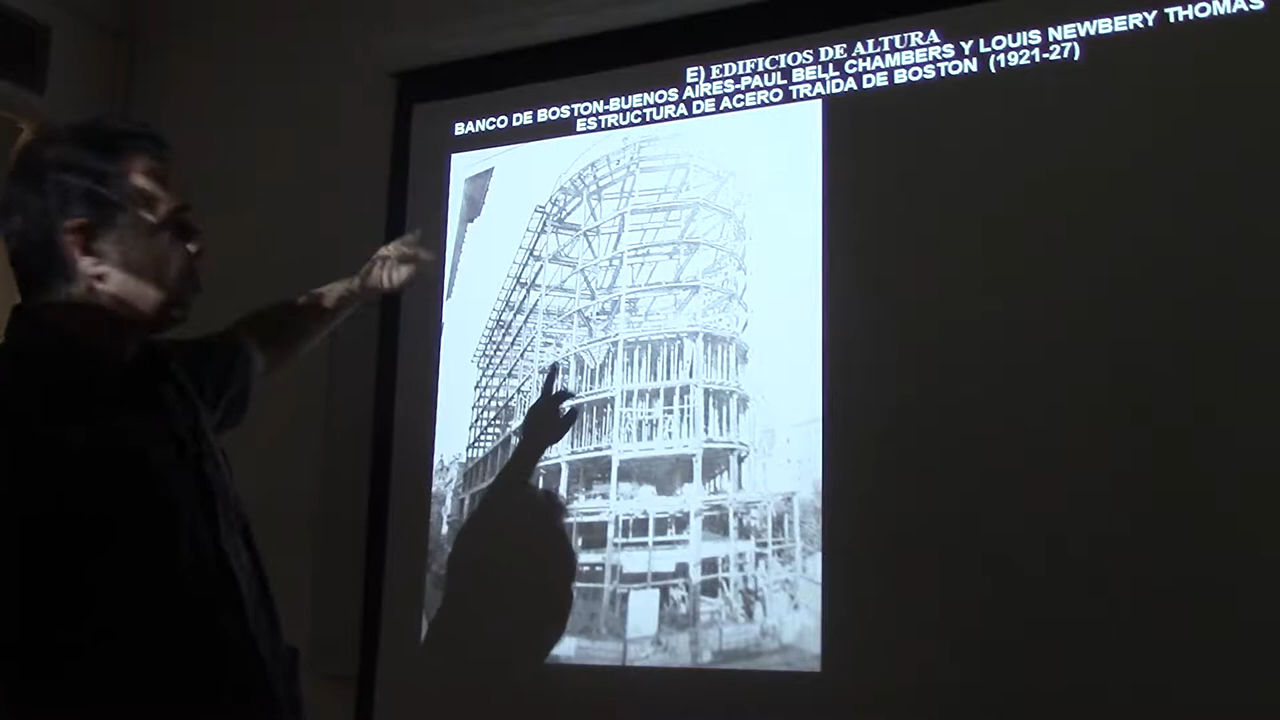 E) EDIFICIOS DE ALTURA
BANCO DE BOSTON-BUENOS AIRES-PAUL BELL CHAMBERS Y LOUIS NEWBERY THOMAS
ESTRUCTURA DE ACERO TRAÍDA DE BOSTON (1921-27)